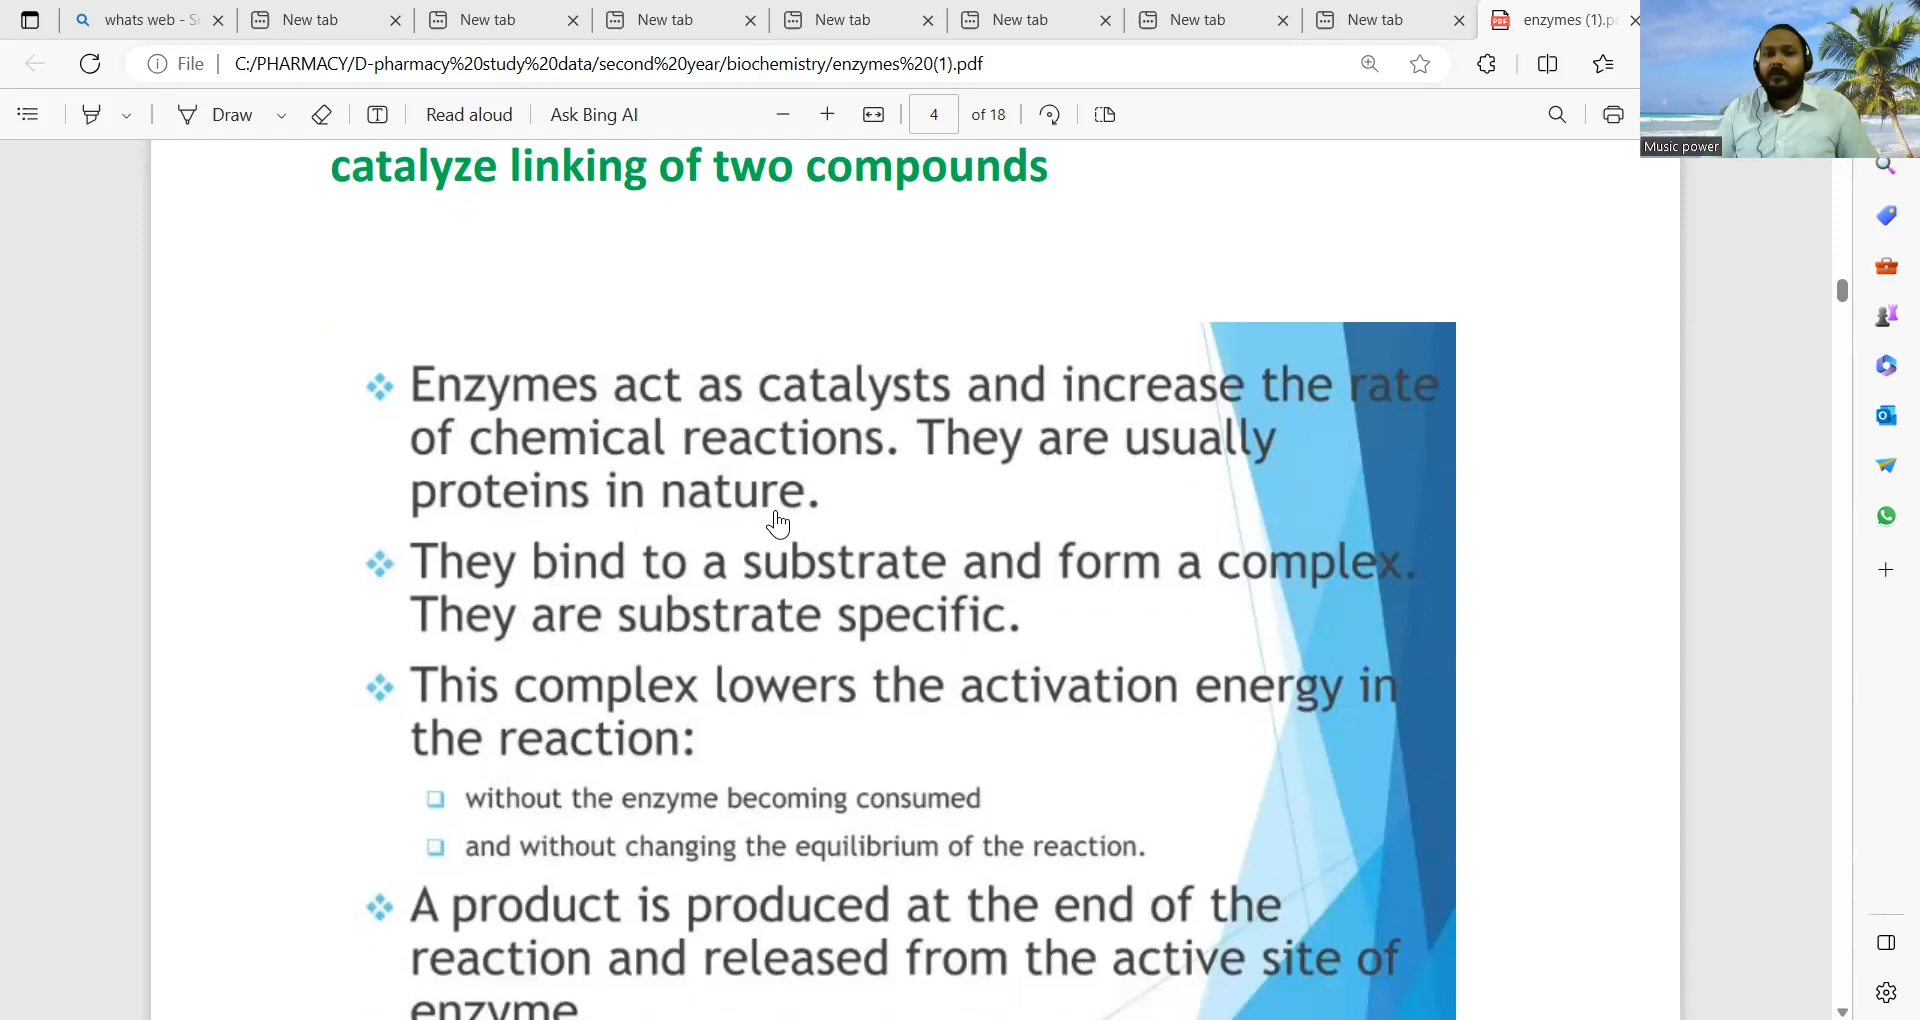 whats web - S
New tab
New tab
New tab
New tab
New tab
New tab
New tab
enzymes (1).p
File
C:/PHARMACY/D-pharmacy%20study%20data/second%20year/biochemistry/enzymes%20(1).pdf
Draw
Read aloud
Ask Bing AI
4
of 18
Music power
catalyze linking of two compounds
Enzymes act as catalysts and increase the rate
of chemical reactions. They are usually
proteins in nature.
They bind to a substrate and form a complex.
They are substrate specific.
This complex lowers the activation energy in
the reaction:
without the enzyme becoming consumed
and without changing the equilibrium of the reaction.
A product is produced at the end of the
reaction and released from the active site of
enzyme